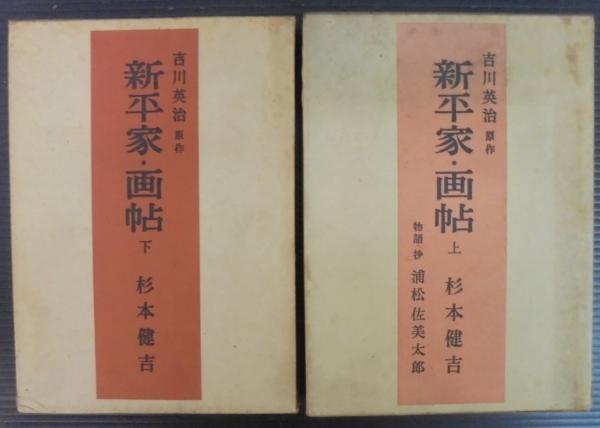 吉川英治 原作
新平家・画帖 上 杉本健吉
物語・抄 浦松佐美太郎
吉川英治 原作
新平家・画帖 下 杉本健吉